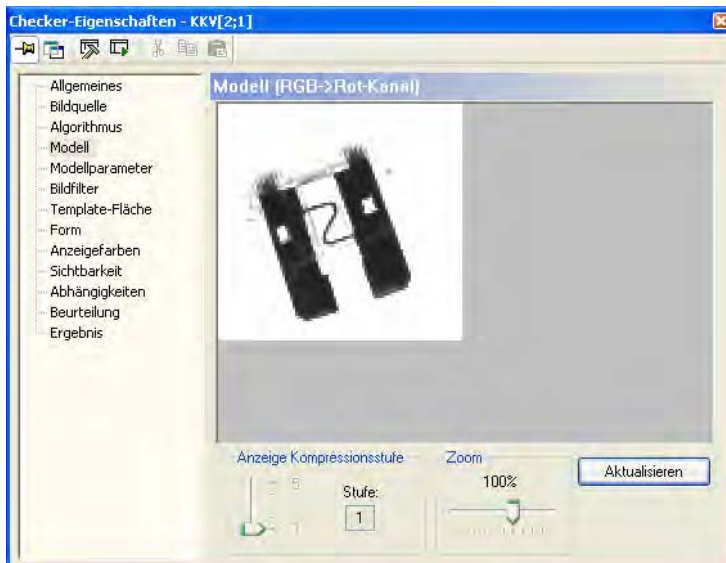 Checker-Eigenschaften - KKV[2;1]
Allgemeines
Bildquelle
Algorithmus
Modell
Modellparameter
Bildfilter
Template-Fläche
Form
Anzeigefarben
Sichtbarkeit
Abhängigkeiten
Beurteilung
Ergebnis
Modell (RGB->Rot-Kanal)
Anzeige Kompressionsstufe
5
1
Stufe:
1
Zoom
100%
Aktualisieren